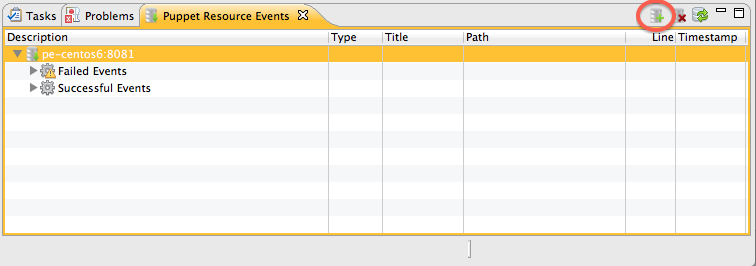 Tasks Problems Puppet Resource Events
Description Type Title Path Line Timestamp
pe-centos6:8081
Failed Events
Successful Events